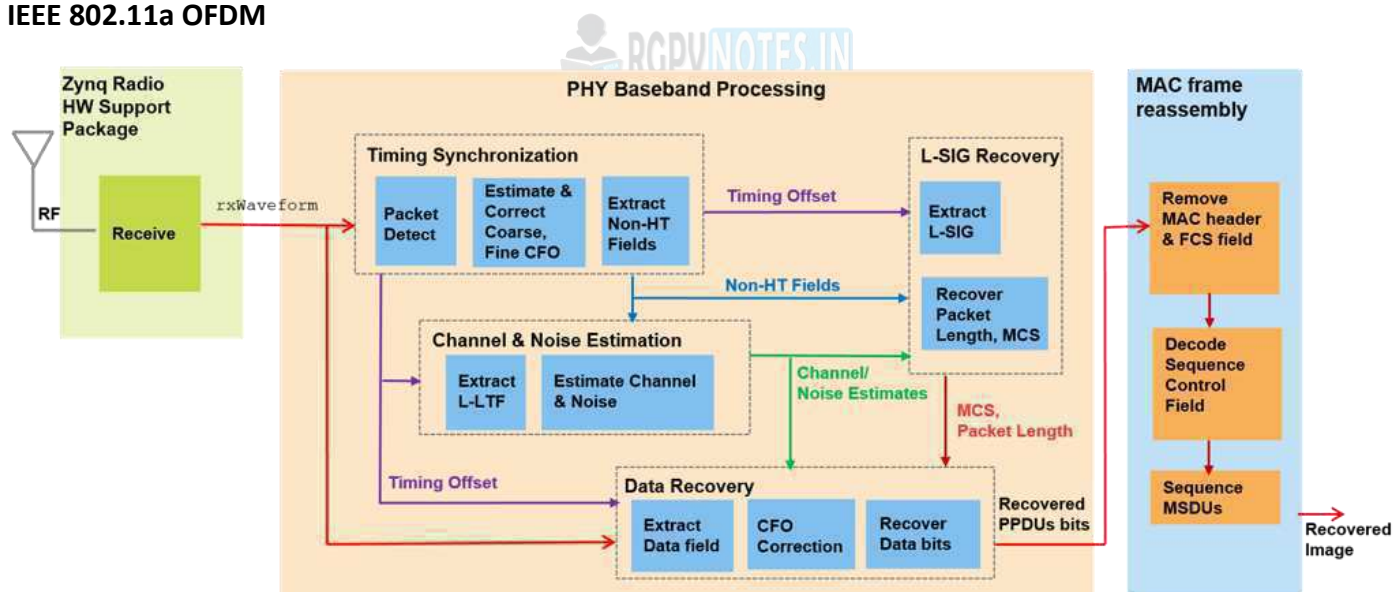 IEEE 802.11a OFDM
RGPVNOTES.IN
Zynq Radio
HW Support
Package
RF
Receive
rxWaveform
PHY Baseband Processing
Timing Synchronization
Packet
Detect
Estimate &
Correct
Coarse,
Fine CFO
Extract
Non-HT
Fields
Timing Offset
Non-HT Fields
L-SIG Recovery
Extract
L-SIG
Recover
Packet
Length, MCS
Channel & Noise Estimation
Extract
L-LTF
Estimate Channel
& Noise
Channel/
Noise Estimates
MCS,
Packet Length
Timing Offset
Data Recovery
Extract
Data field
CFO
Correction
Recover
Data bits
Recovered
PPDUs bits
MAC frame
reassembly
Remove
MAC header
& FCS field
Decode
Sequence
Control
Field
Sequence
MSDUs
Recovered
Image